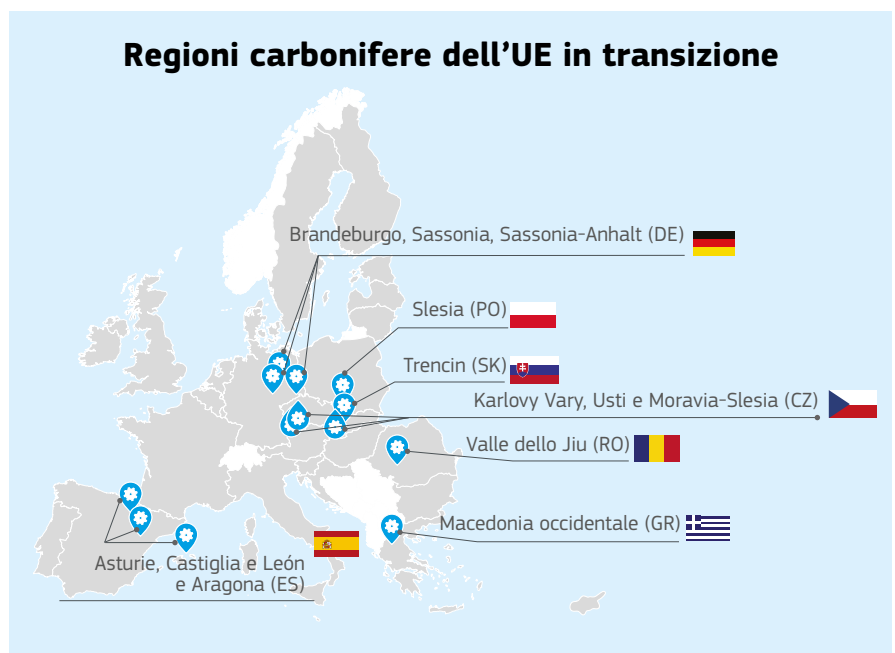 Regioni carbonifere dell’UE in transizione
Brandeburgo, Sassonia, Sassonia-Anhalt (DE)
Slesia (PO)
Trencin (SK)
Karlovy Vary, Usti e Moravia-Slesia (CZ)
Valle dello Jiu (RO)
Macedonia occidentale (GR)
Asturie, Castiglia e León
e Aragona (ES)